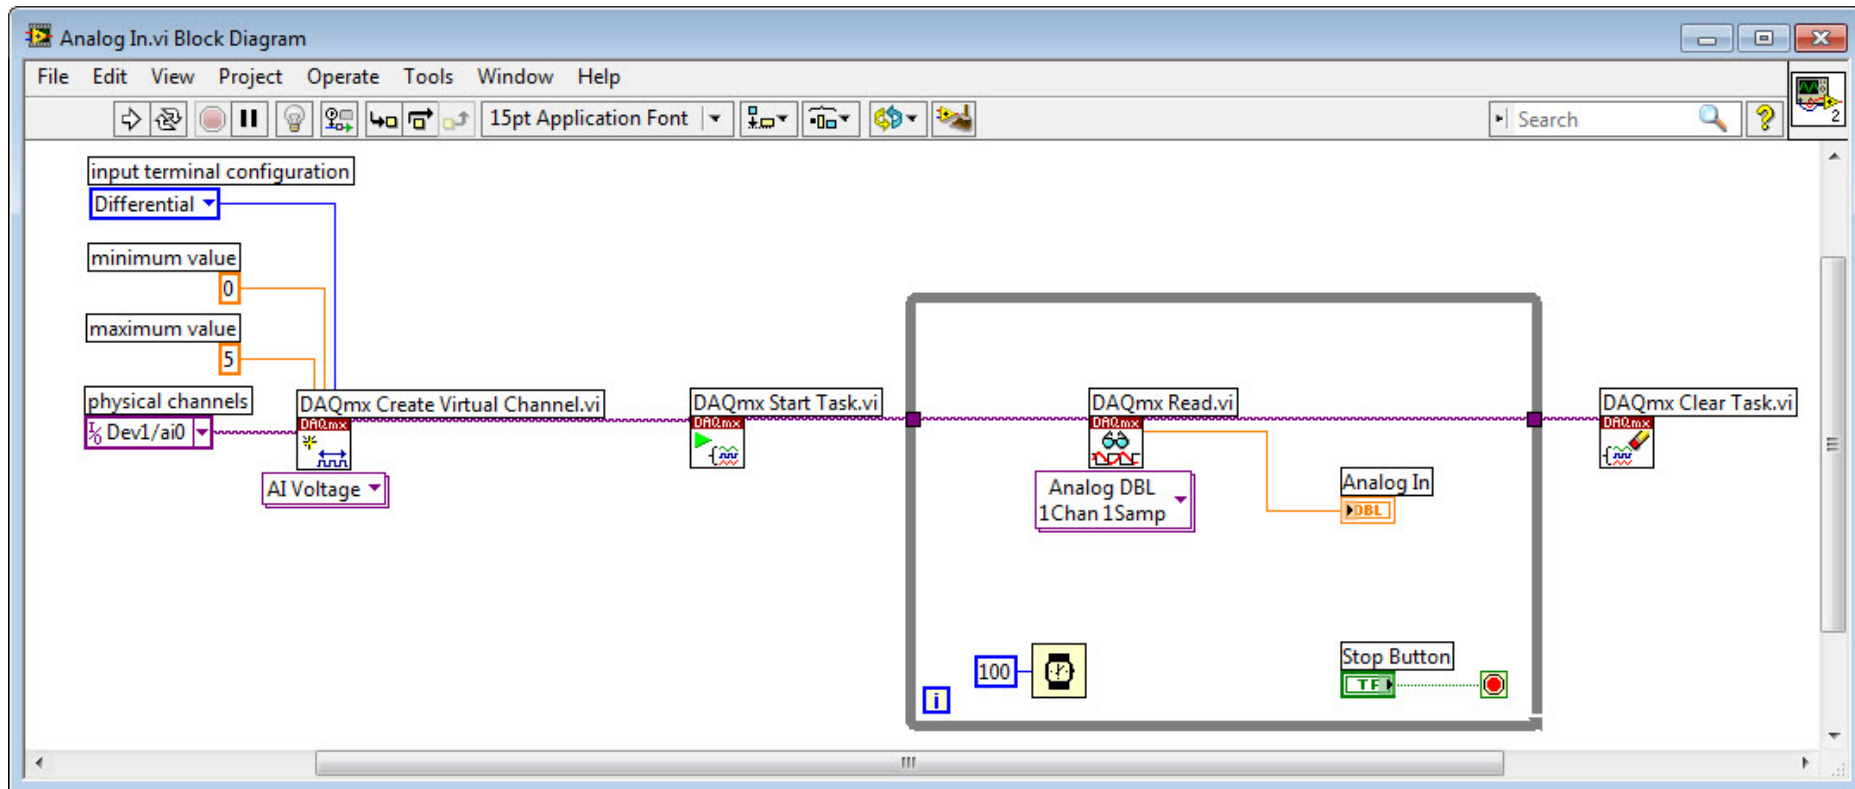 Analog In.vi Block Diagram
File Edit View Project Operate Tools Window Help
15pt Application Font
Search
2
input terminal configuration
Differential
minimum value
0
maximum value
5
physical channels
I/O Dev1/ai0
DAQmx Create Virtual Channel.vi
DAQmx
AI Voltage
DAQmx Start Task.vi
DAQmx
DAQmx Read.vi
DAQmx
Analog DBL
1Chan 1Samp
Analog In
DBL
100
i
Stop Button
TF
DAQmx Clear Task.vi
DAQmx